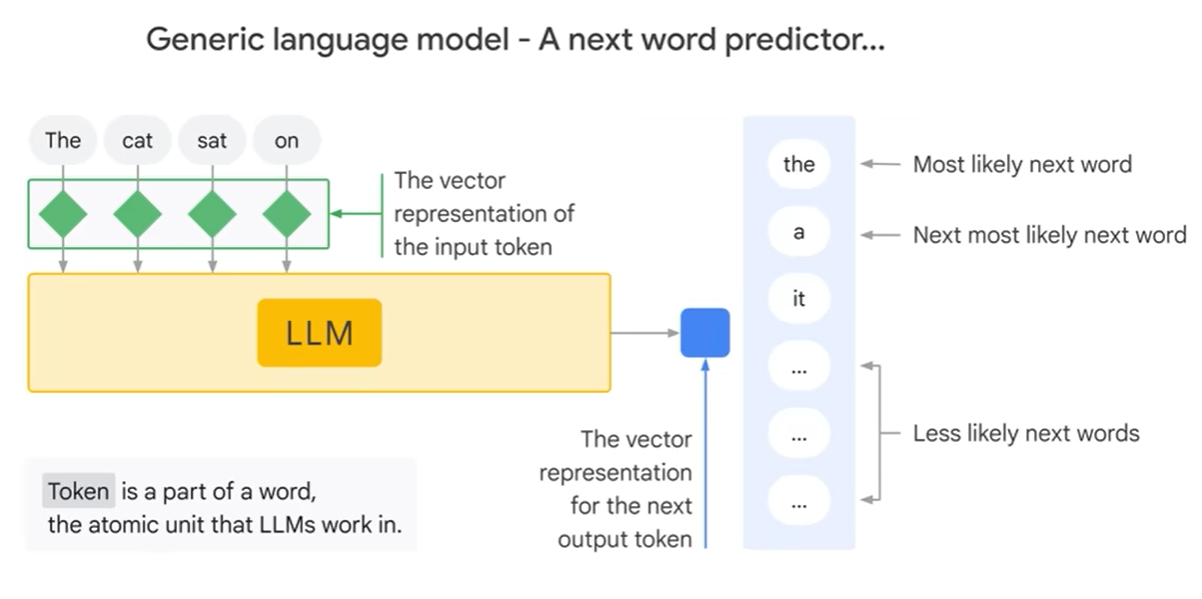 Generic language model - A next word predictor...
The cat sat on
The vector
representation of
the input token
LLM
the
a
it
...
...
...
Most likely next word
Next most likely next word
Less likely next words
The vector
representation
for the next
output token
Token is a part of a word,
the atomic unit that LLMs work in.